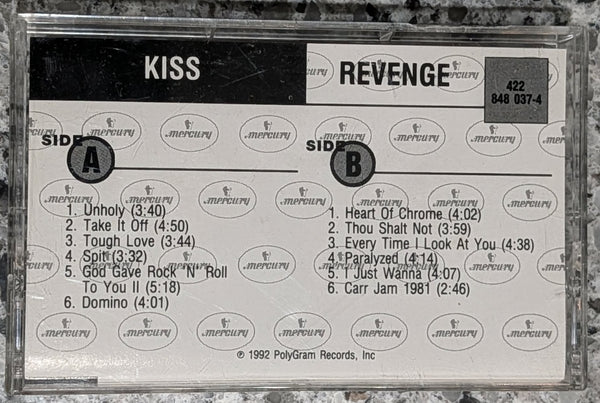 KISS
REVENGE
422
848 037-4
SIDE A
1. Unholy (3:40)
2. Take It Off (4:50)
3. Tough Love (3:44)
4. Spit (3:32)
5. God Gave Rock 'N' Roll
To You II (5:18)
6. Domino (4:01)
SIDE B
1. Heart Of Chrome (4:02)
2. Thou Shalt Not (3:59)
3. Every Time I Look At You (4:38)
4. Paralyzed (4:14)
5. I Just Wanna (4:07)
6. Carr Jam 1981 (2:46)
mercury
℗ 1992 PolyGram Records, Inc